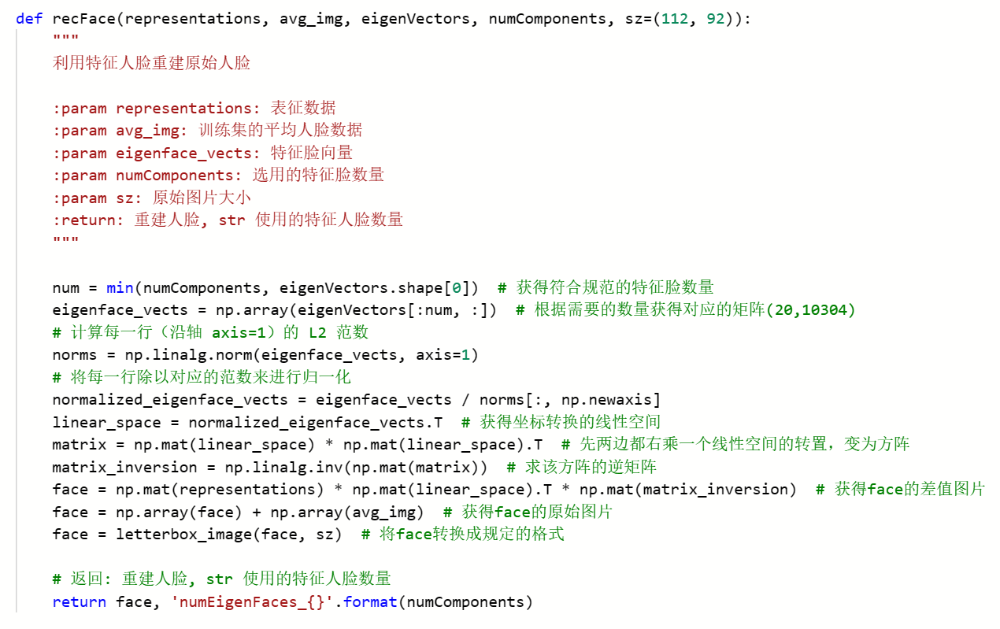 def recFace(representations, avg_img, eigenVectors, numComponents, sz=(112, 92)):
    """
    利用特征人脸重建原始人脸

    :param representations: 表征数据
    :param avg_img: 训练集的平均人脸数据
    :param eigenface_vects: 特征脸向量
    :param numComponents: 选用的特征脸数量
    :param sz: 原始图片大小
    :return: 重建人脸, str 使用的特征人脸数量
    """

    num = min(numComponents, eigenVectors.shape[0])  # 获得符合规范的特征脸数量
    eigenface_vects = np.array(eigenVectors[:num, :])  # 根据需要的数量获得对应的矩阵(20,10304)
    # 计算每一行（沿轴 axis=1）的 L2 范数
    norms = np.linalg.norm(eigenface_vects, axis=1)
    # 将每一行除以对应的范数来进行归一化
    normalized_eigenface_vects = eigenface_vects / norms[:, np.newaxis]
    linear_space = normalized_eigenface_vects.T  # 获得坐标转换的线性空间
    matrix = np.mat(linear_space) * np.mat(linear_space).T  # 先两边都右乘一个线性空间的转置，变为方阵
    matrix_inversion = np.linalg.inv(np.mat(matrix))  # 求该方阵的逆矩阵
    face = np.mat(representations) * np.mat(linear_space).T * np.mat(matrix_inversion)  # 获得face的差值图片
    face = np.array(face) + np.array(avg_img)  # 获得face的原始图片
    face = letterbox_image(face, sz)  # 将face转换成规定的格式

    # 返回: 重建人脸, str 使用的特征人脸数量
    return face, 'numEigenFaces_{}'.format(numComponents)